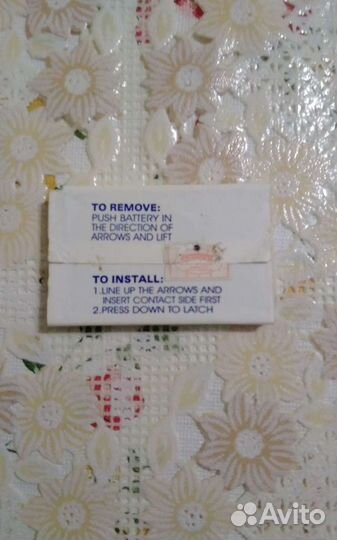 TO REMOVE:
PUSH BATTERY IN
THE DIRECTION OF
ARROWS AND LIFT
TO INSTALL:
1.LINE UP THE ARROWS AND
INSERT CONTACT SIDE FIRST
2.PRESS DOWN TO LATCH
Avito